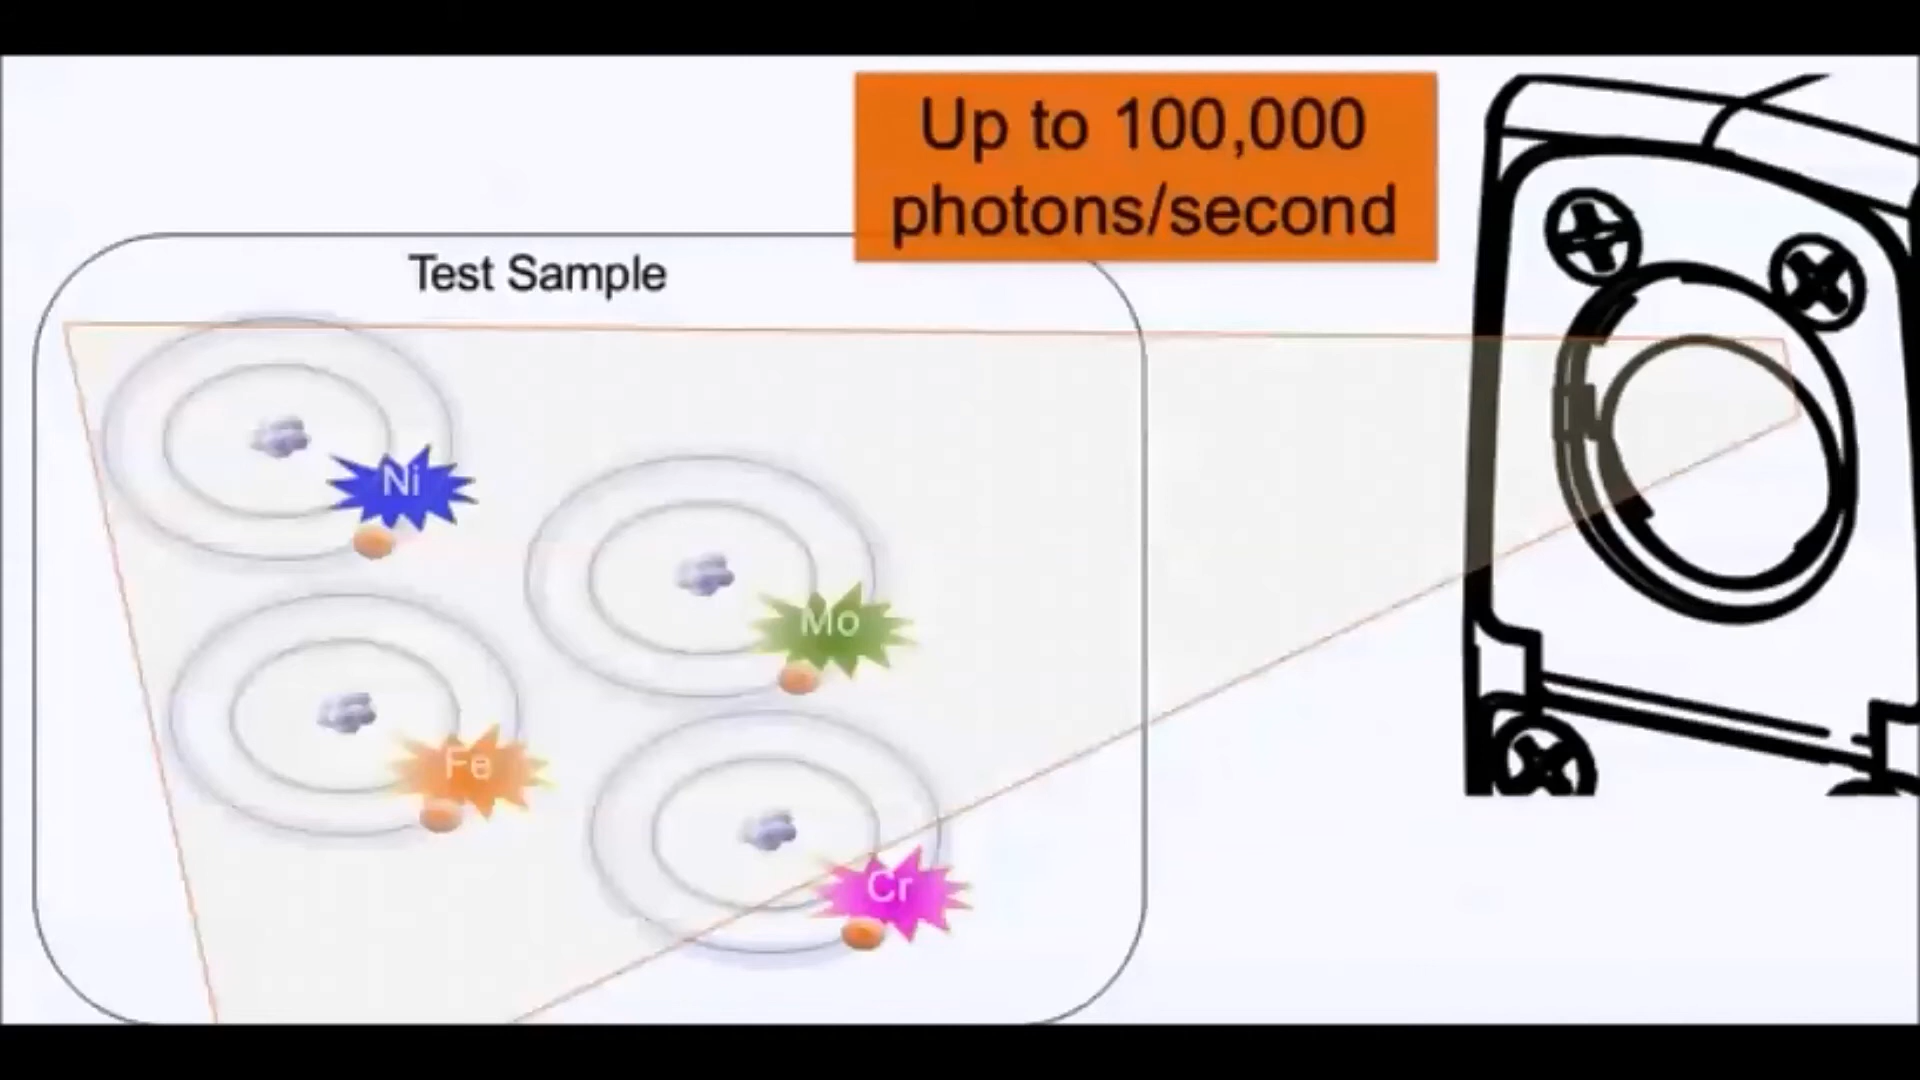 Up to 100,000
photons/second
Test Sample
Ni
Mo
Fe
Cr